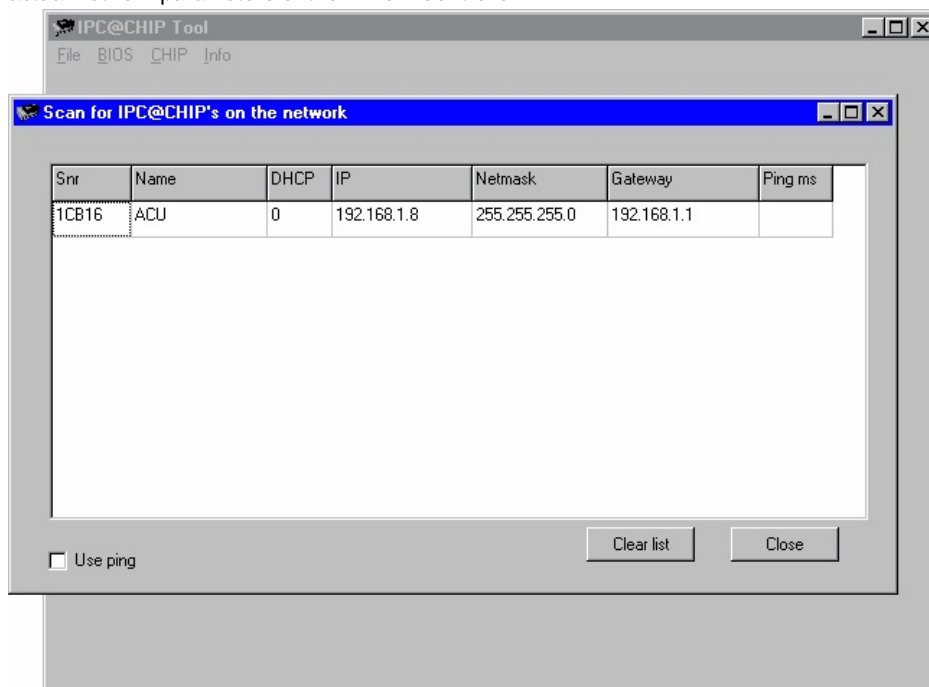 IPC@CHIP Tool
File BIOS CHIP Info
Scan for IPC@CHIP's on the network
Snr Name DHCP IP Netmask Gateway Ping ms
1CB16 ACU 0 192.168.1.8 255.255.255.0 192.168.1.1
Clear list Close
Use ping